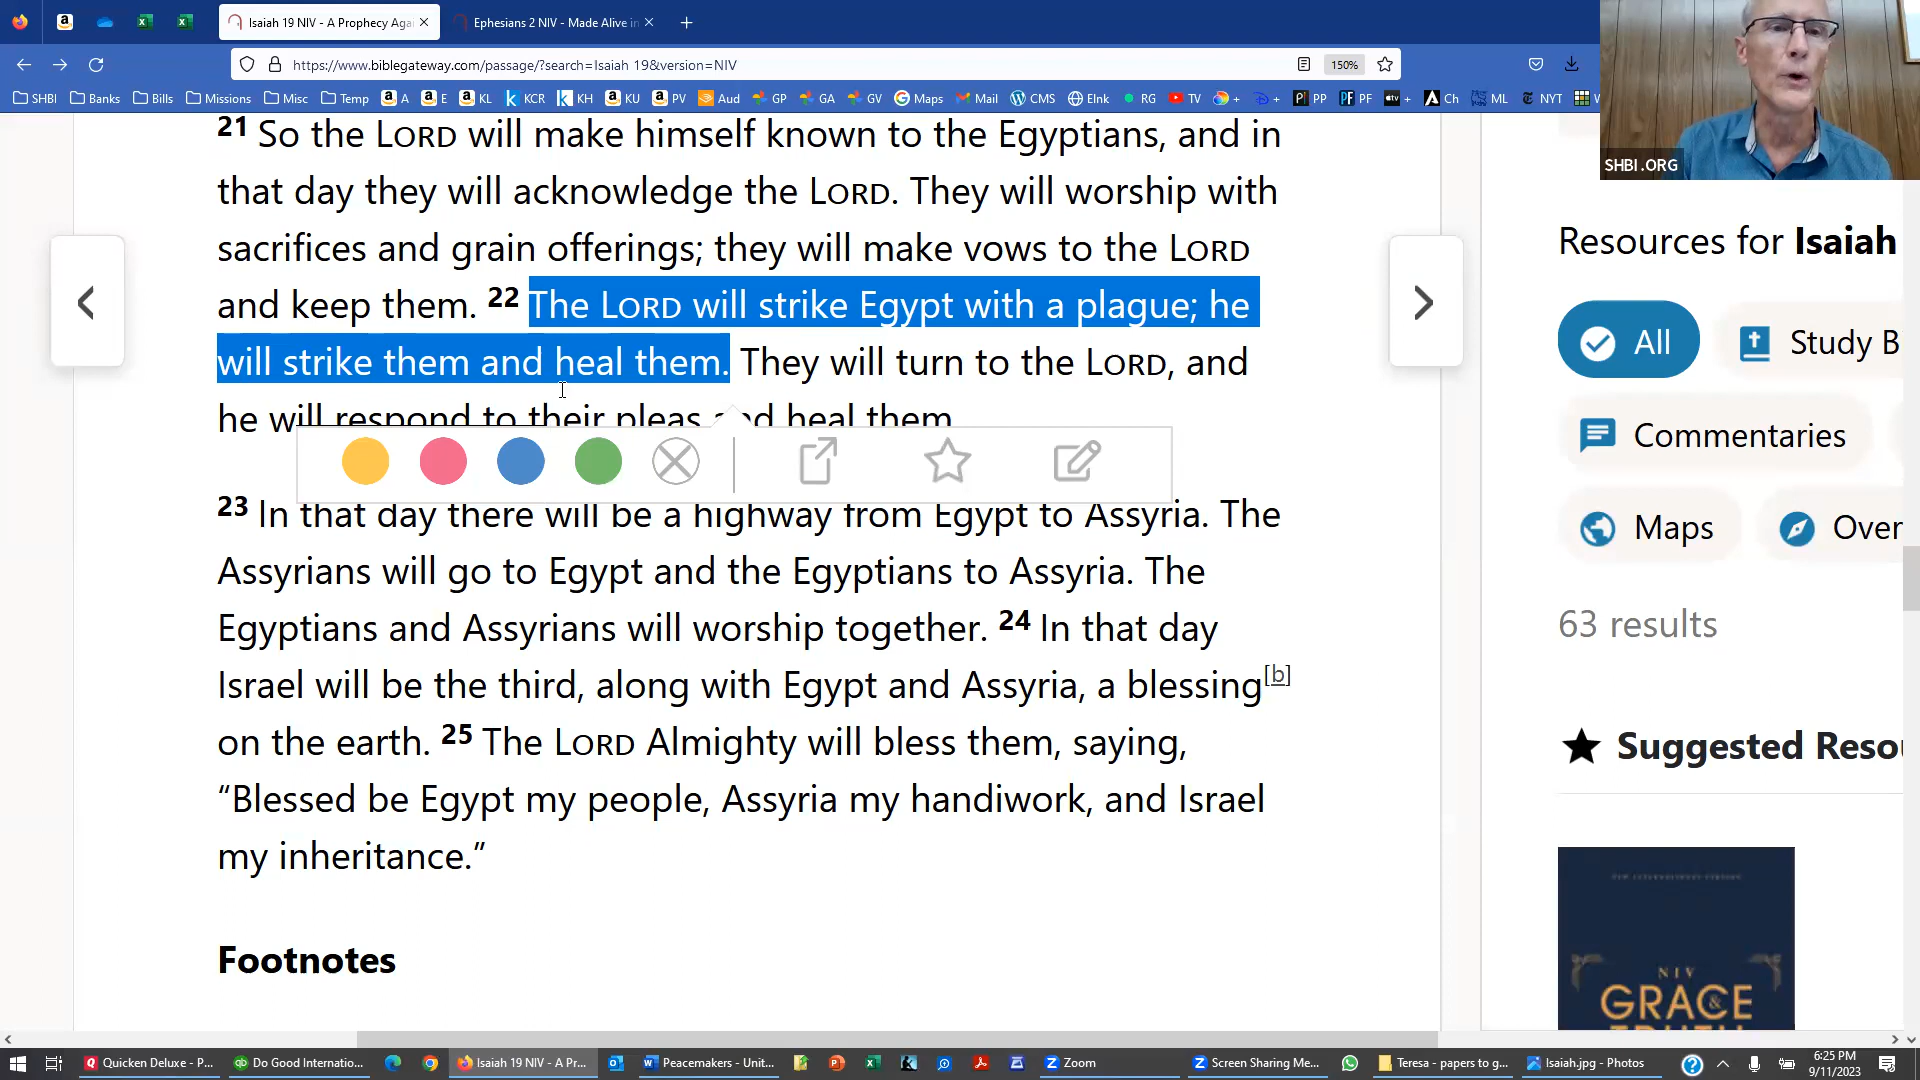 Isaiah 19 NIV - A Prophecy Agai
Ephesians 2 NIV - Made Alive in
https://www.biblegateway.com/passage/?search=Isaiah 19&version=NIV
150%
SHBI Banks Bills Missions Misc Temp A E KL KCR KH KU PV Aud GP GA GV Maps Mail CMS EInk RG TV + + PP PF + Ch ML NYT
SHBI.ORG
21 So the LORD will make himself known to the Egyptians, and in
that day they will acknowledge the LORD. They will worship with
sacrifices and grain offerings; they will make vows to the LORD
and keep them. 22 The LORD will strike Egypt with a plague; he
will strike them and heal them. They will turn to the LORD, and
he will respond to their pleas and heal them.
23 In that day there will be a highway from Egypt to Assyria. The
Assyrians will go to Egypt and the Egyptians to Assyria. The
Egyptians and Assyrians will worship together. 24 In that day
Israel will be the third, along with Egypt and Assyria, a blessing[b]
on the earth. 25 The LORD Almighty will bless them, saying,
“Blessed be Egypt my people, Assyria my handiwork, and Israel
my inheritance.”
Footnotes
Resources for Isaiah
All
Study B
Commentaries
Maps
Over
63 results
Suggested Resou
NIV
GRACE &
TRUTH
Quicken Deluxe - P...
Do Good Internatio...
Isaiah 19 NIV - A Pr...
Peacemakers - Unit...
Zoom
Screen Sharing Me...
Teresa - papers to g...
Isaiah.jpg - Photos
6:25 PM
9/11/2023